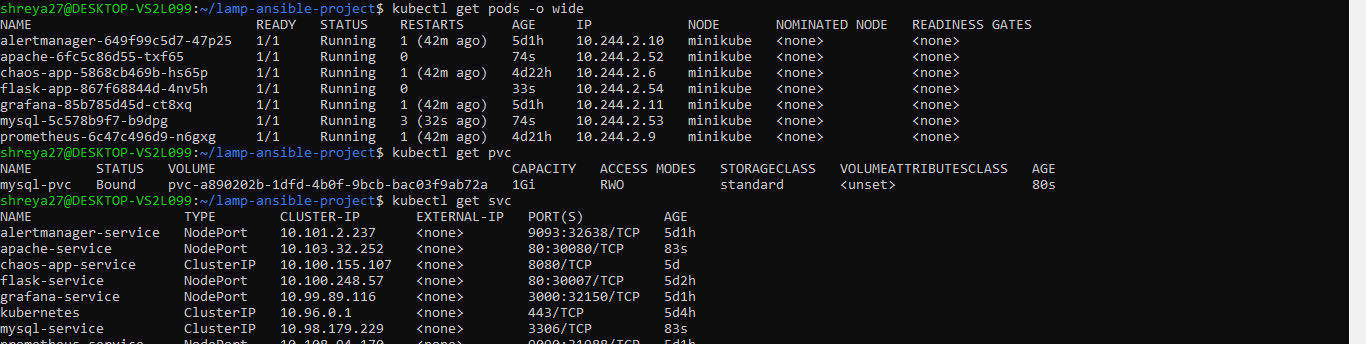 shreya27@DESKTOP-VS2L099:~/lamp-ansible-project$ kubectl get pods -o wide
NAME READY STATUS RESTARTS AGE IP NODE NOMINATED NODE READINESS GATES
alertmanager-649f99c5d7-47p25 1/1 Running 1 (42m ago) 5d1h 10.244.2.10 minikube <none> <none>
apache-6fc5c86d55-txf65 1/1 Running 0 74s 10.244.2.52 minikube <none> <none>
chaos-app-5868cb469b-hs65p 1/1 Running 1 (42m ago) 4d22h 10.244.2.6 minikube <none> <none>
flask-app-867f68844d-4nv5h 1/1 Running 0 33s 10.244.2.54 minikube <none> <none>
grafana-85b785d45d-ct8xq 1/1 Running 1 (42m ago) 5d1h 10.244.2.11 minikube <none> <none>
mysql-5c578b9f7-b9dpg 1/1 Running 3 (32s ago) 74s 10.244.2.53 minikube <none> <none>
prometheus-6c47c496d9-n6gxg 1/1 Running 1 (42m ago) 4d21h 10.244.2.9 minikube <none> <none>
shreya27@DESKTOP-VS2L099:~/lamp-ansible-project$ kubectl get pvc
NAME STATUS VOLUME CAPACITY ACCESS MODES STORAGECLASS VOLUMEATTRIBUTESCLASS AGE
mysql-pvc Bound pvc-a890202b-1dfd-4b0f-9bcb-bac03f9ab72a 1Gi RWO standard <unset> 80s
shreya27@DESKTOP-VS2L099:~/lamp-ansible-project$ kubectl get svc
NAME TYPE CLUSTER-IP EXTERNAL-IP PORT(S) AGE
alertmanager-service NodePort 10.101.2.237 <none> 9093:32638/TCP 5d1h
apache-service NodePort 10.103.32.252 <none> 80:30080/TCP 83s
chaos-app-service ClusterIP 10.100.155.107 <none> 8080/TCP 5d
flask-service NodePort 10.100.248.57 <none> 80:30007/TCP 5d2h
grafana-service NodePort 10.99.89.116 <none> 3000:32150/TCP 5d1h
kubernetes ClusterIP 10.96.0.1 <none> 443/TCP 5d4h
mysql-service ClusterIP 10.98.179.229 <none> 3306/TCP 83s
prometheus-service NodePort 10.108.94.170 <none> 9090:31988/TCP 5d1h